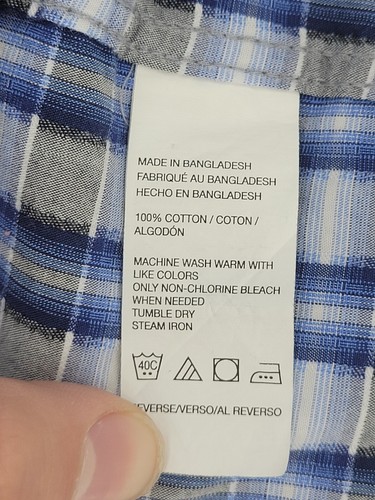 MADE IN BANGLADESH
FABRIQUÉ AU BANGLADESH
HECHO EN BANGLADESH
100% COTTON / COTON /
ALGODÓN
MACHINE WASH WARM WITH
LIKE COLORS
ONLY NON-CHLORINE BLEACH
WHEN NEEDED
TUMBLE DRY
STEAM IRON
40C
EVERSE/VERSO/AL REVERSO